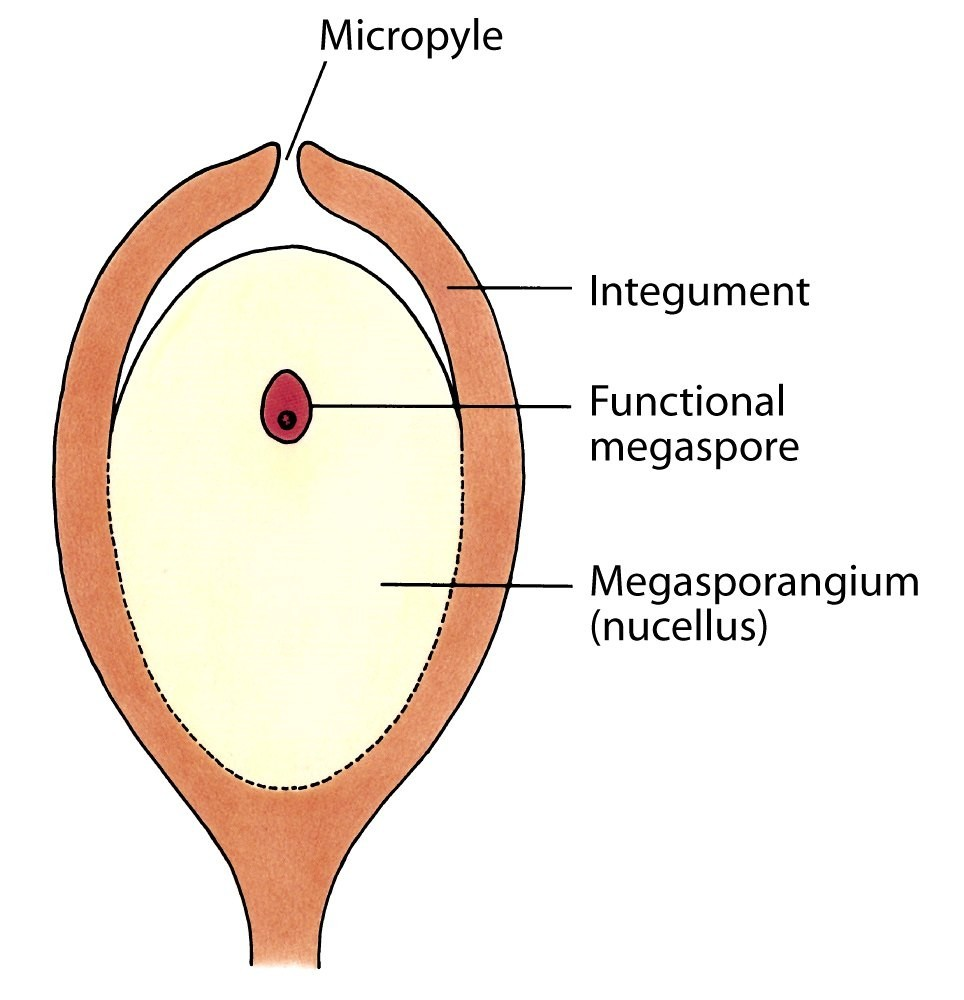 Micropyle
Integument
Functional
megaspore
Megasporangium
(nucellus)